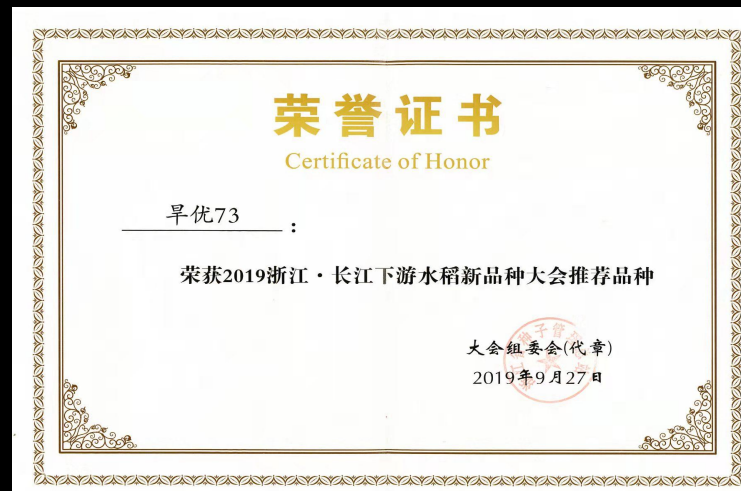 荣誉证书
Certificate of Honor
旱优73：
荣获2019浙江·长江下游水稻新品种大会推荐品种
大会组委会(代章)
2019年9月27日